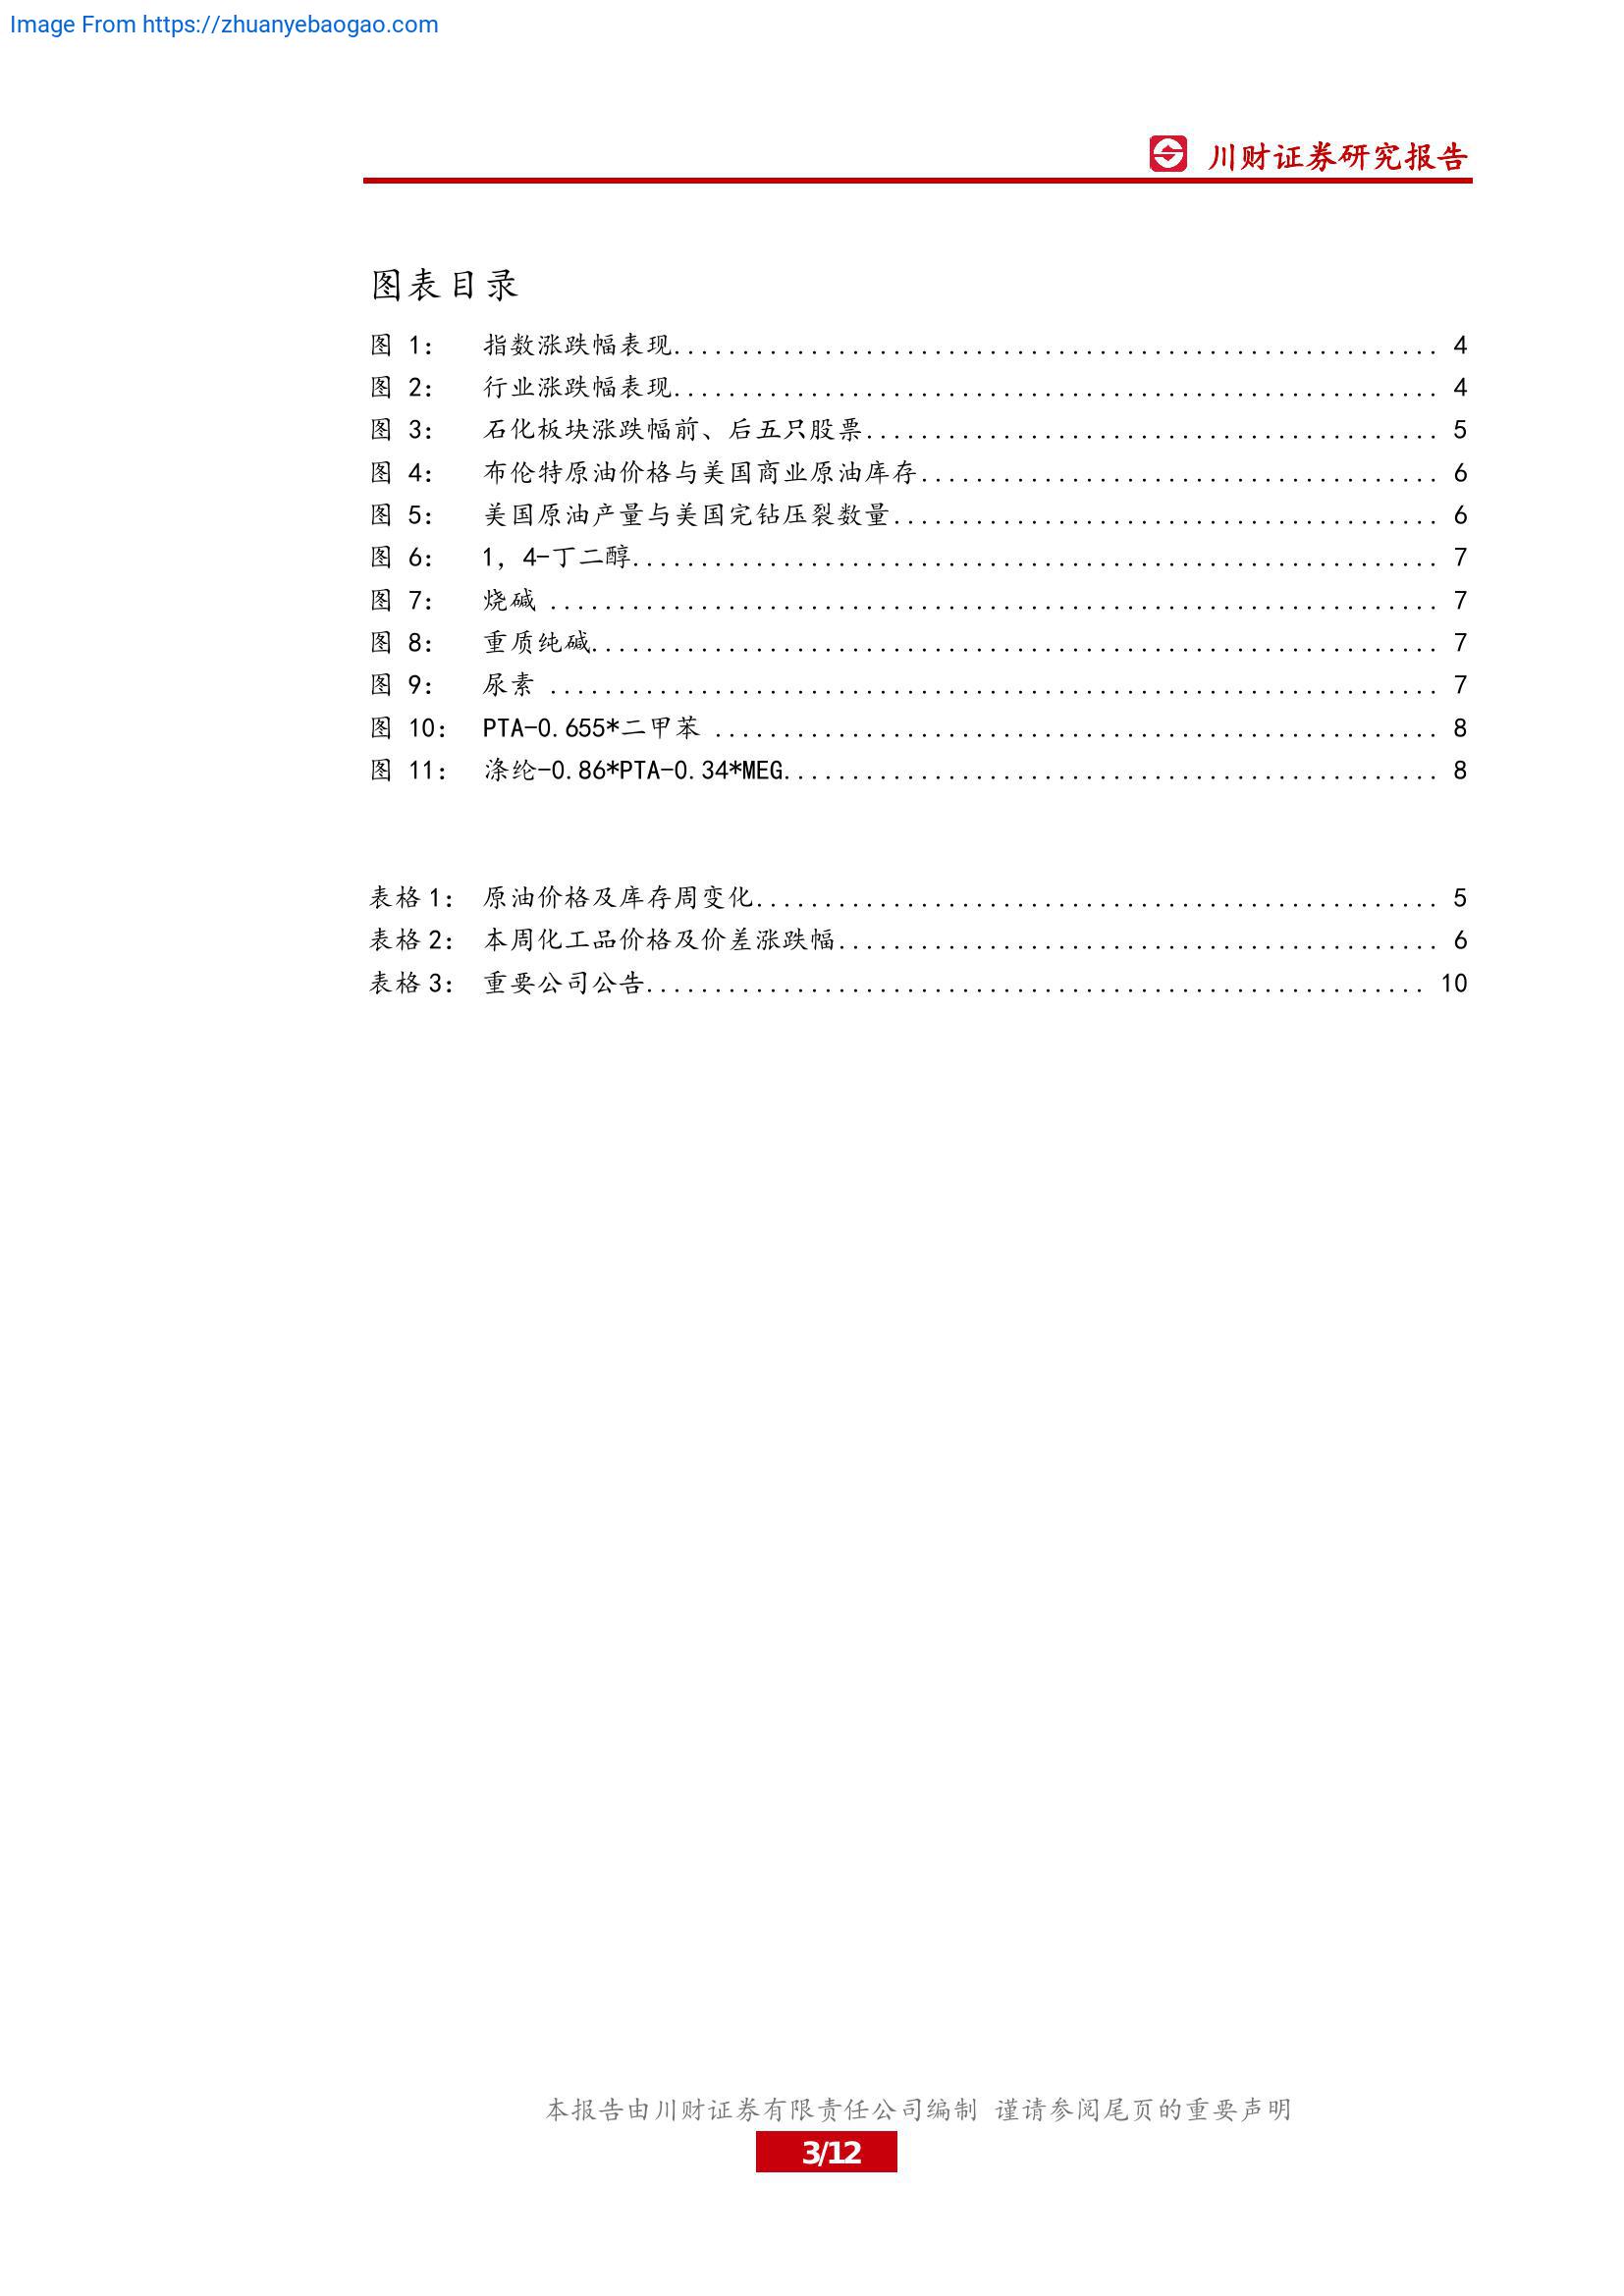 Image From https://zhuanyebaogao.com
川财证券研究报告
图表目录
图 1： 指数涨跌幅表现........................................................ 4
图 2： 行业涨跌幅表现........................................................ 4
图 3： 石化板块涨跌幅前、后五只股票.......................................... 5
图 4： 布伦特原油价格与美国商业原油库存...................................... 6
图 5： 美国原油产量与美国完钻压裂数量........................................ 6
图 6： 1，4-丁二醇........................................................... 7
图 7： 烧碱 ................................................................. 7
图 8： 重质纯碱.............................................................. 7
图 9： 尿素 ................................................................. 7
图 10： PTA-0.655*二甲苯 ..................................................... 8
图 11： 涤纶-0.86*PTA-0.34*MEG................................................ 8
表格 1： 原油价格及库存周变化.................................................. 5
表格 2： 本周化工品价格及价差涨跌幅............................................ 6
表格 3： 重要公司公告......................................................... 10
本报告由川财证券有限责任公司编制 谨请参阅尾页的重要声明
3/12